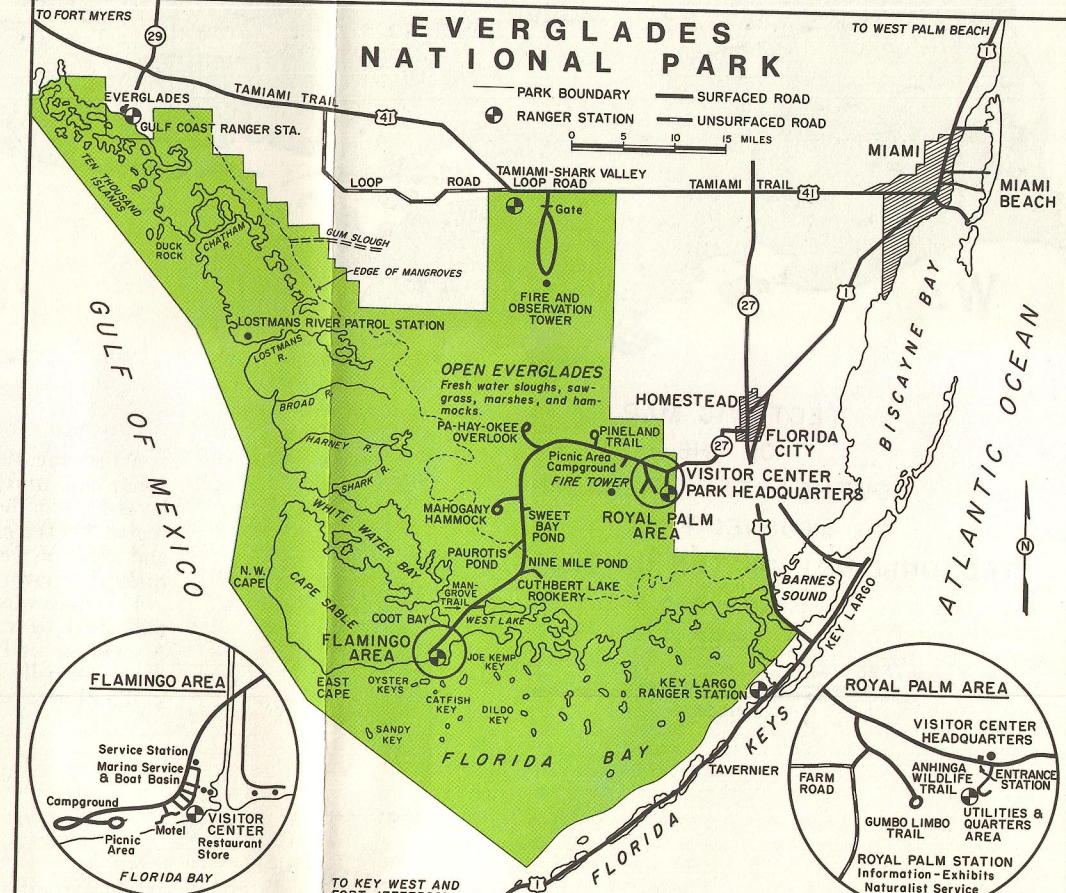 TO FORT MYERS
29
EVERGLADES
NATIONAL PARK
TO WEST PALM BEACH
1
PARK BOUNDARY
SURFACED ROAD
RANGER STATION
UNSURFACED ROAD
0 5 10 15 MILES
EVERGLADES
GULF COAST RANGER STA.
TAMIAMI TRAIL
41
MIAMI
MIAMI
BEACH
TAMIAMI-SHARK VALLEY
LOOP ROAD
LOOP ROAD
TAMIAMI TRAIL
41
Gate
TEN THOUSAND
ISLANDS
DUCK
ROCK
CHATHAM
R.
GUM SLOUGH
EDGE OF MANGROVES
FIRE AND
OBSERVATION
TOWER
27
1
LOSTMANS RIVER PATROL STATION
LOSTMANS
R.
BROAD R.
HARNEY R.
SHARK R.
GULF OF MEXICO
BISCAYNE BAY
ATLANTIC OCEAN
OPEN EVERGLADES
Fresh water sloughs, saw-
grass, marshes, and ham-
mocks.
PA-HAY-OKEE
OVERLOOK
PINELAND
TRAIL
Picnic Area
Campground
FIRE TOWER
HOMESTEAD
27
FLORIDA
CITY
VISITOR CENTER
PARK HEADQUARTERS
ROYAL PALM
AREA
MAHOGANY
HAMMOCK
SWEET
BAY
POND
1
WHITE WATER BAY
PAUROTIS
POND
NINE MILE POND
CUTHBERT LAKE
ROOKERY
N.W.
CAPE
CAPE SABLE
MAN-
GROVE
TRAIL
COOT BAY
WEST LAKE
BARNES
SOUND
KEY LARGO
N
FLAMINGO
AREA
JOE KEMP
KEY
EAST
CAPE
OYSTER
KEYS
CATFISH
KEY
DILDO
KEY
SANDY
KEY
KEY LARGO
RANGER STATION
FLORIDA BAY
TAVERNIER
FLORIDA KEYS
1
TO KEY WEST AND
FORT JEFFERSON
FLAMINGO AREA
Service Station
Marina Service
& Boat Basin
Campground
Picnic
Area
Motel
VISITOR
CENTER
Restaurant
Store
FLORIDA BAY
ROYAL PALM AREA
VISITOR CENTER
HEADQUARTERS
FARM
ROAD
ANHINGA
WILDLIFE
TRAIL
ENTRANCE
STATION
GUMBO LIMBO
TRAIL
UTILITIES &
QUARTERS
AREA
ROYAL PALM STATION
Information-Exhibits
Naturalist Service